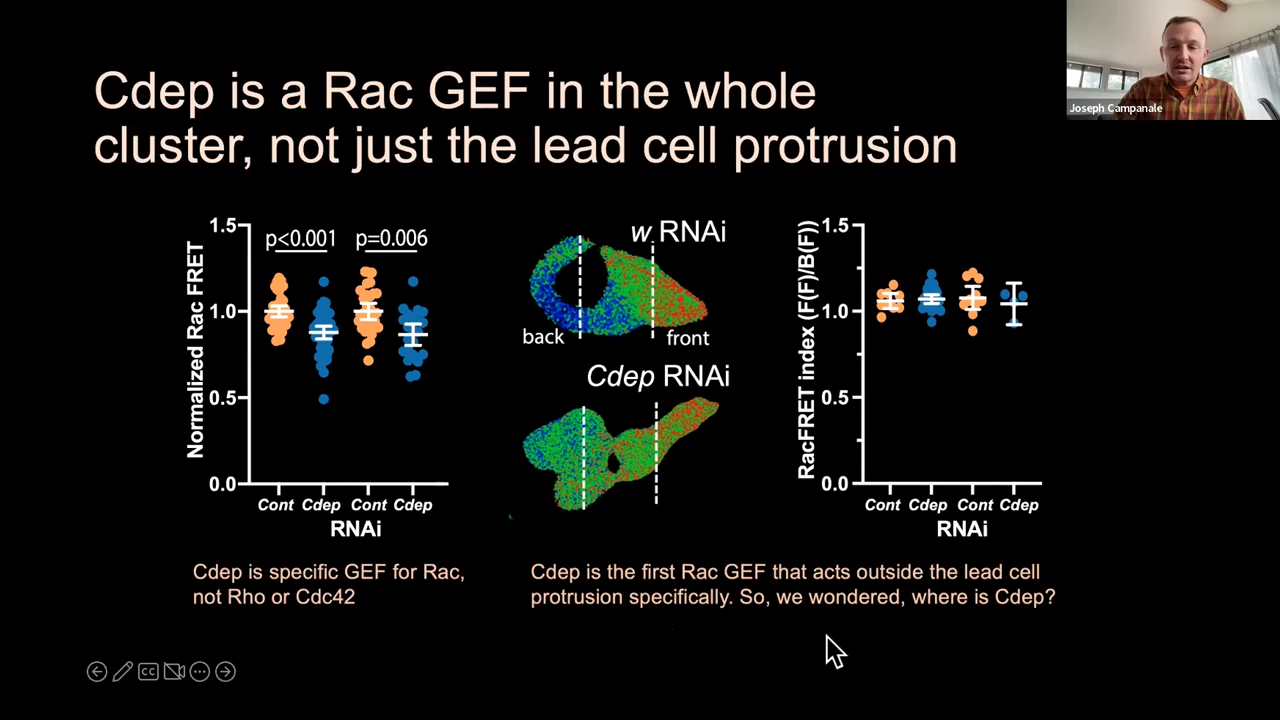 Joseph Campanale
Cdep is a Rac GEF in the whole
cluster, not just the lead cell protrusion
Normalized Rac FRET
1.5
1.0
0.5
0.0
p<0.001
p=0.006
Cont
Cdep
Cont
Cdep
RNAi
w RNAi
back
front
Cdep RNAi
RacFRET index (F(F)/B(F))
1.5
1.0
0.5
0.0
Cont
Cdep
Cont
Cdep
RNAi
Cdep is specific GEF for Rac,
not Rho or Cdc42
Cdep is the first Rac GEF that acts outside the lead cell
protrusion specifically. So, we wondered, where is Cdep?
CC